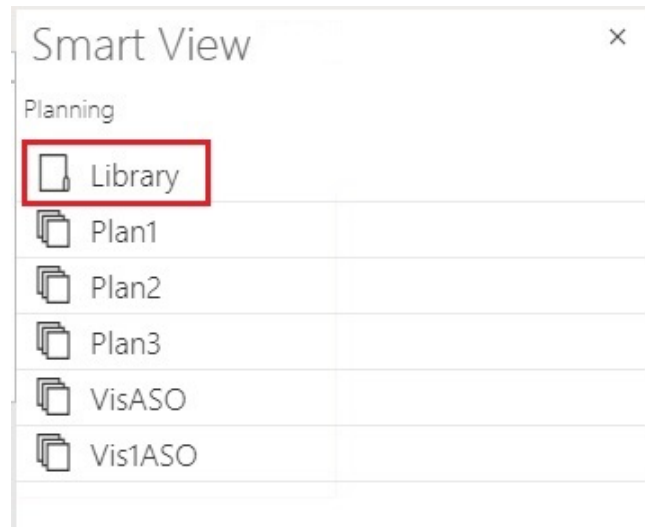 Smart View
Planning
Library
Plan1
Plan2
Plan3
VisASO
Vis1ASO